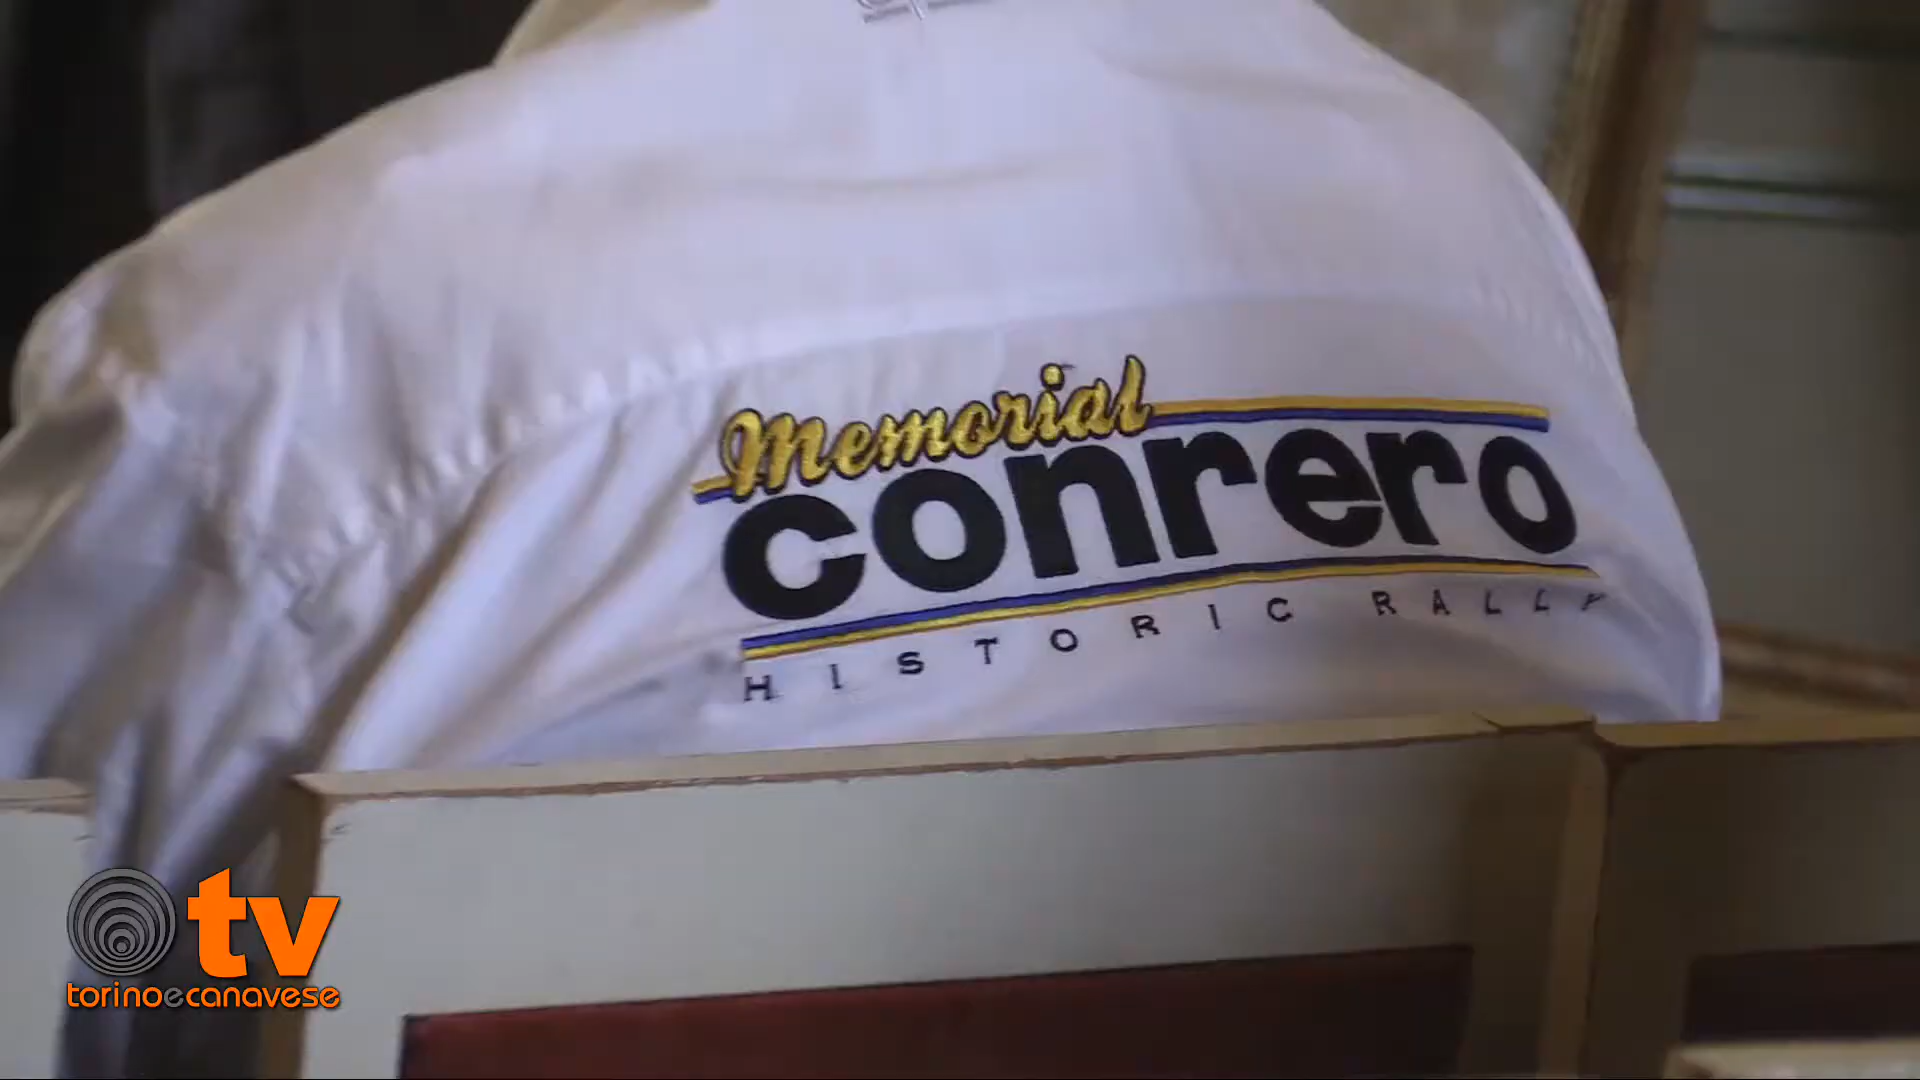 Memorial
conrero
HISTORIC RALLY
tv
torinoecanavese